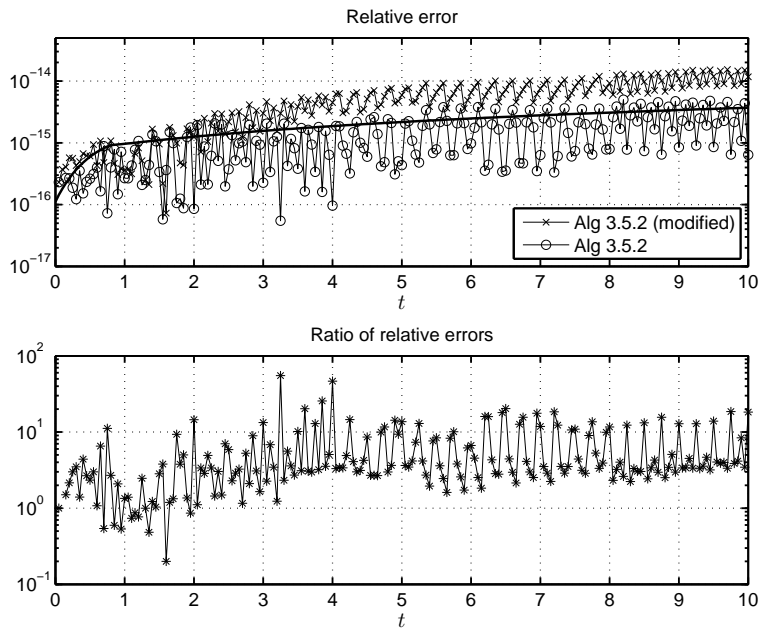 Relative error
10^-14
10^-15
10^-16
10^-17
Alg 3.5.2 (modified)
Alg 3.5.2
0 1 2 3 4 5 6 7 8 9 10
t
Ratio of relative errors
10^2
10^1
10^0
10^-1
0 1 2 3 4 5 6 7 8 9 10
t